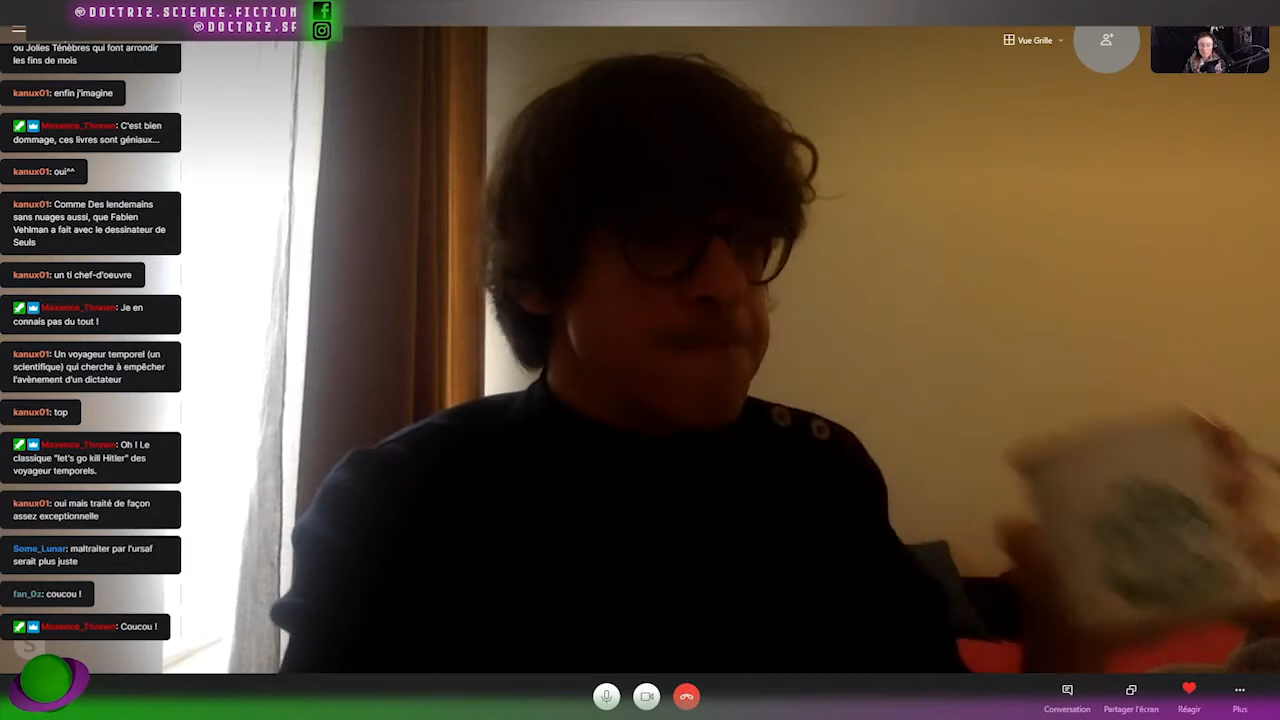 @DOCTRIZ.SCIENCE.FICTION
@DOCTRIZ.SF
Vue Grille
ou Jolies Ténèbres qui font arrondir
les fins de mois
kanux01: enfin j'imagine
Maxence_Thrawn: C'est bien
dommage, ces livres sont géniaux...
kanux01: oui^^
kanux01: Comme Des lendemains
sans nuages aussi, que Fabien
Vehlman a fait avec le dessinateur de
Seuls
kanux01: un ti chef-d'oeuvre
Maxence_Thrawn: Je en
connais pas du tout !
kanux01: Un voyageur temporel (un
scientifique) qui cherche à empêcher
l'avènement d'un dictateur
kanux01: top
Maxence_Thrawn: Oh ! Le
classique "let's go kill Hitler" des
voyageur temporels.
kanux01: oui mais traité de façon
assez exceptionnelle
Some_Lunar: maltraiter par l'ursaf
serait plus juste
fan_0z: coucou !
Maxence_Thrawn: Coucou !
S
Conversation
Partager l'écran
Réagir
Plus